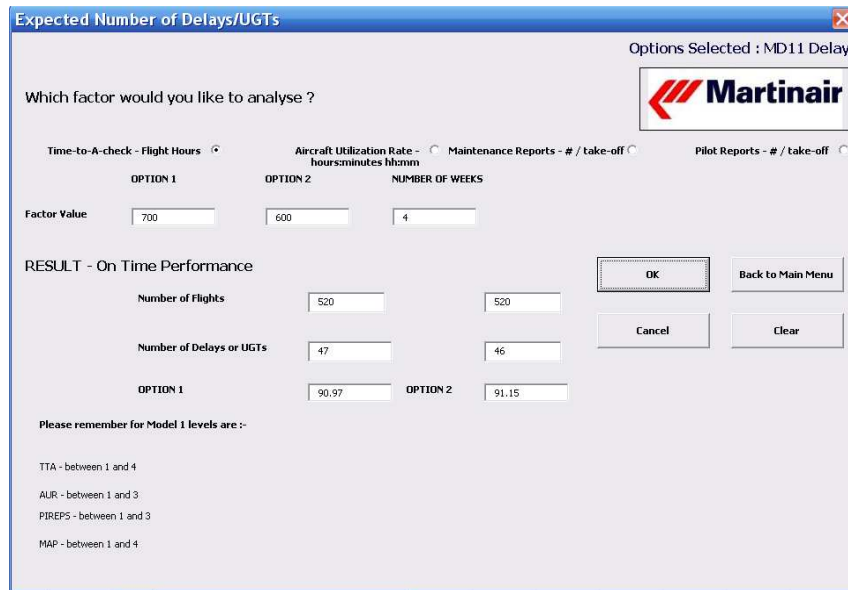 Expected Number of Delays/UGTs
Options Selected : MD11 Delay
Martinair
Which factor would you like to analyse ?
Time-to-A-check - Flight Hours
Aircraft Utilization Rate -
hours:minutes hh:mm
Maintenance Reports - # / take-off
Pilot Reports - # / take-off
OPTION 1 OPTION 2 NUMBER OF WEEKS
Factor Value 700 600 4
RESULT - On Time Performance
OK Back to Main Menu
Number of Flights 520 520
Cancel Clear
Number of Delays or UGTs 47 46
OPTION 1 90.97 OPTION 2 91.15
Please remember for Model 1 levels are :-
TTA - between 1 and 4
AUR - between 1 and 3
PIREPS - between 1 and 3
MAP - between 1 and 4